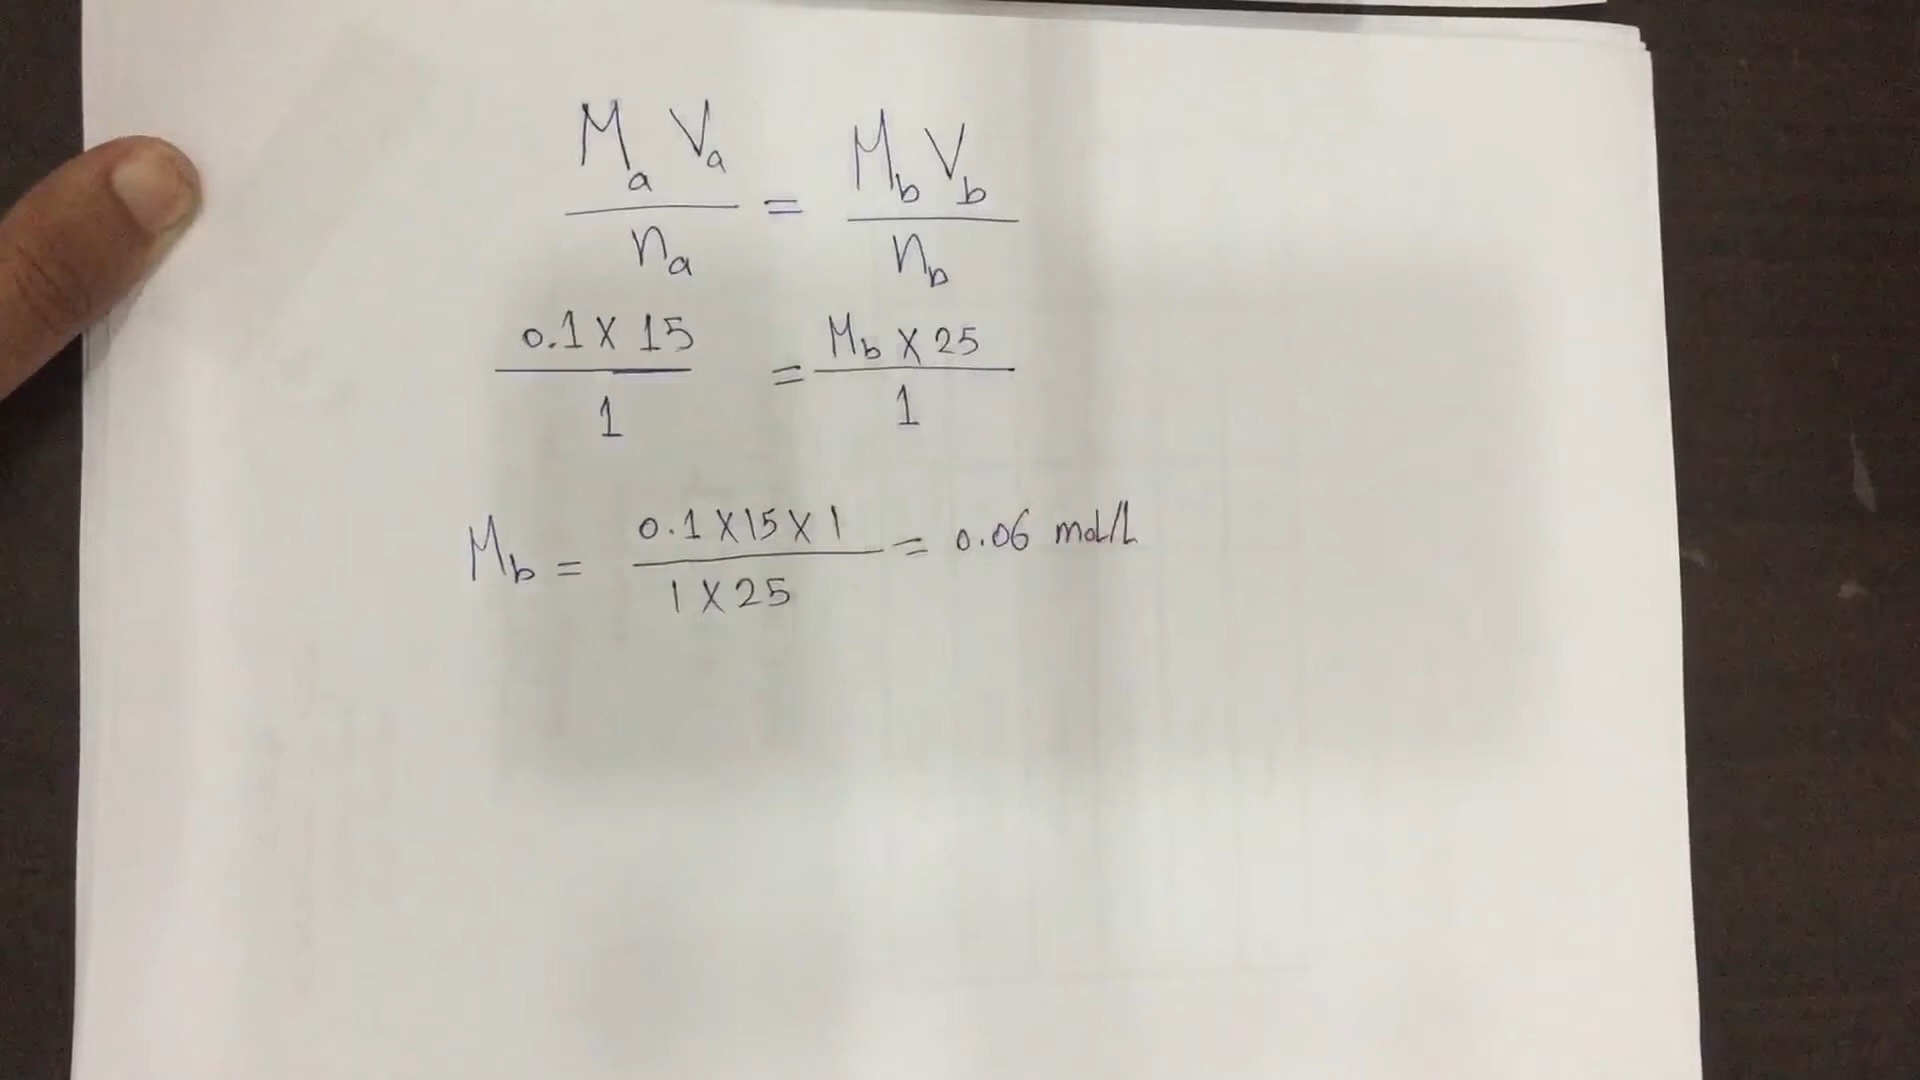 Ma Va / na = Mb Vb / nb
0.1 X 15 / 1 = Mb X 25 / 1
Mb = 0.1 X 15 X 1 / 1 X 25 = 0.06 mol/L